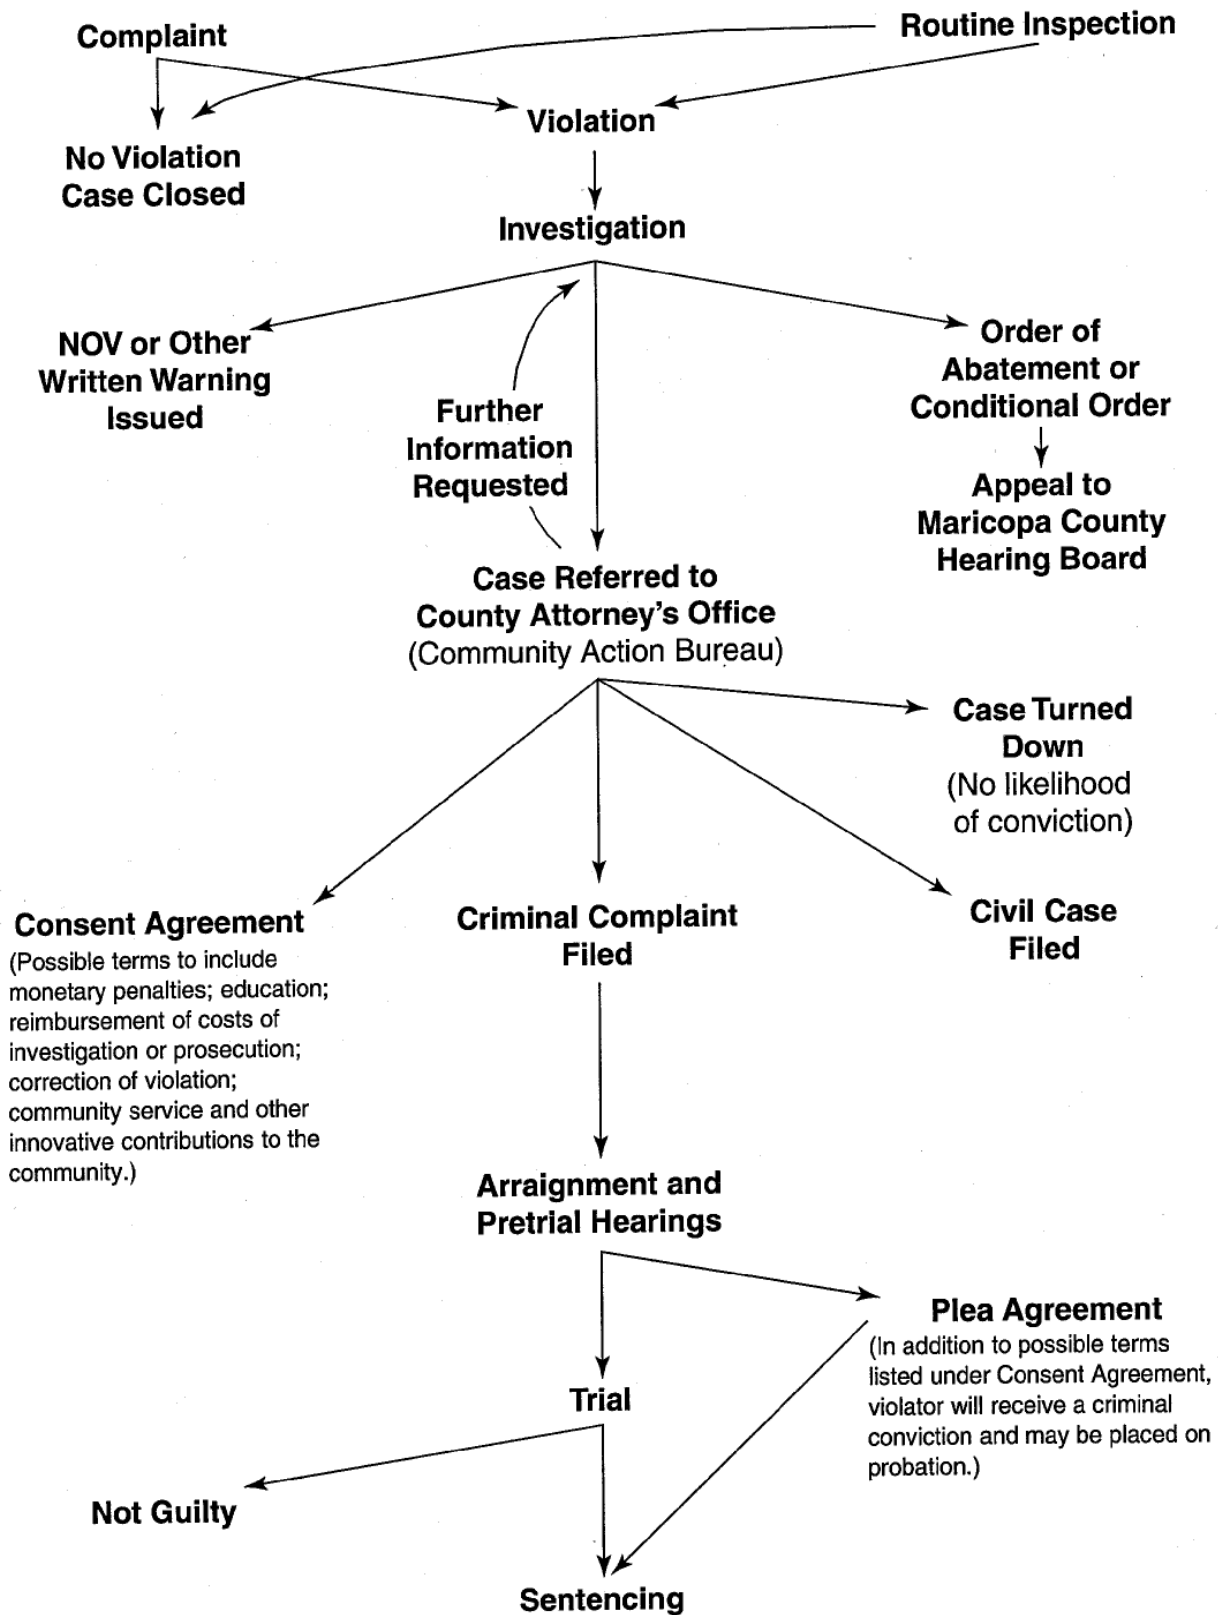 Complaint
Routine Inspection
Violation
No Violation
Case Closed
Investigation
NOV or Other
Written Warning
Issued
Order of
Abatement or
Conditional Order
Further
Information
Requested
Appeal to
Maricopa County
Hearing Board
Case Referred to
County Attorney's Office
(Community Action Bureau)
Case Turned
Down
(No likelihood
of conviction)
Consent Agreement
(Possible terms to include
monetary penalties; education;
reimbursement of costs of
investigation or prosecution;
correction of violation;
community service and other
innovative contributions to the
community.)
Criminal Complaint
Filed
Civil Case
Filed
Arraignment and
Pretrial Hearings
Plea Agreement
(In addition to possible terms
listed under Consent Agreement,
violator will receive a criminal
conviction and may be placed on
probation.)
Trial
Not Guilty
Sentencing